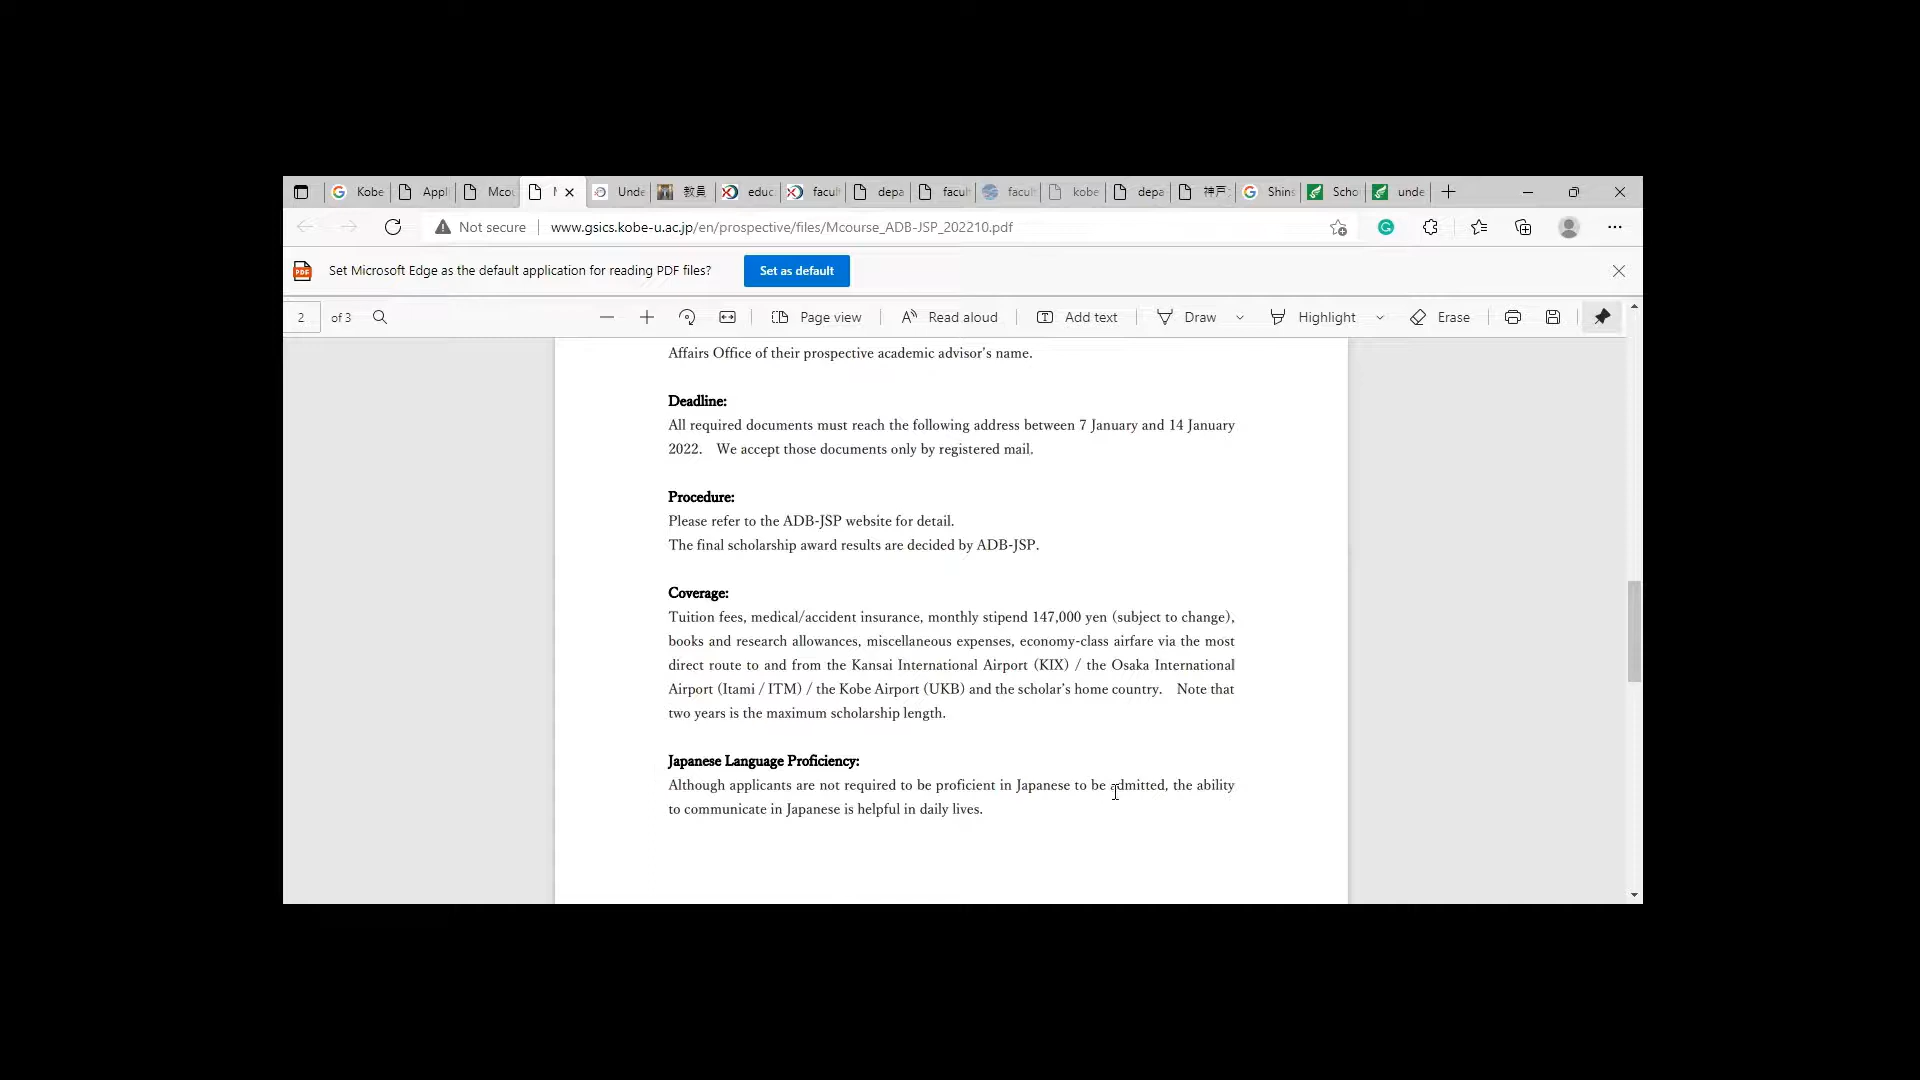 Kobe
Appl
Mco
Unde
教員
educ
facul
depa
facul
facul
kobe
depa
神戸
Shins
Scho
unde
Not secure
www.gsics.kobe-u.ac.jp/en/prospective/files/Mcourse_ADB-JSP_202210.pdf
PDF
Set Microsoft Edge as the default application for reading PDF files?
Set as default
2 of 3
Page view
Read aloud
Add text
Draw
Highlight
Erase
Affairs Office of their prospective academic advisor's name.
Deadline:
All required documents must reach the following address between 7 January and 14 January
2022. We accept those documents only by registered mail.
Procedure:
Please refer to the ADB-JSP website for detail.
The final scholarship award results are decided by ADB-JSP.
Coverage:
Tuition fees, medical/accident insurance, monthly stipend 147,000 yen (subject to change),
books and research allowances, miscellaneous expenses, economy-class airfare via the most
direct route to and from the Kansai International Airport (KIX) / the Osaka International
Airport (Itami / ITM) / the Kobe Airport (UKB) and the scholar's home country. Note that
two years is the maximum scholarship length.
Japanese Language Proficiency:
Although applicants are not required to be proficient in Japanese to be admitted, the ability
to communicate in Japanese is helpful in daily lives.